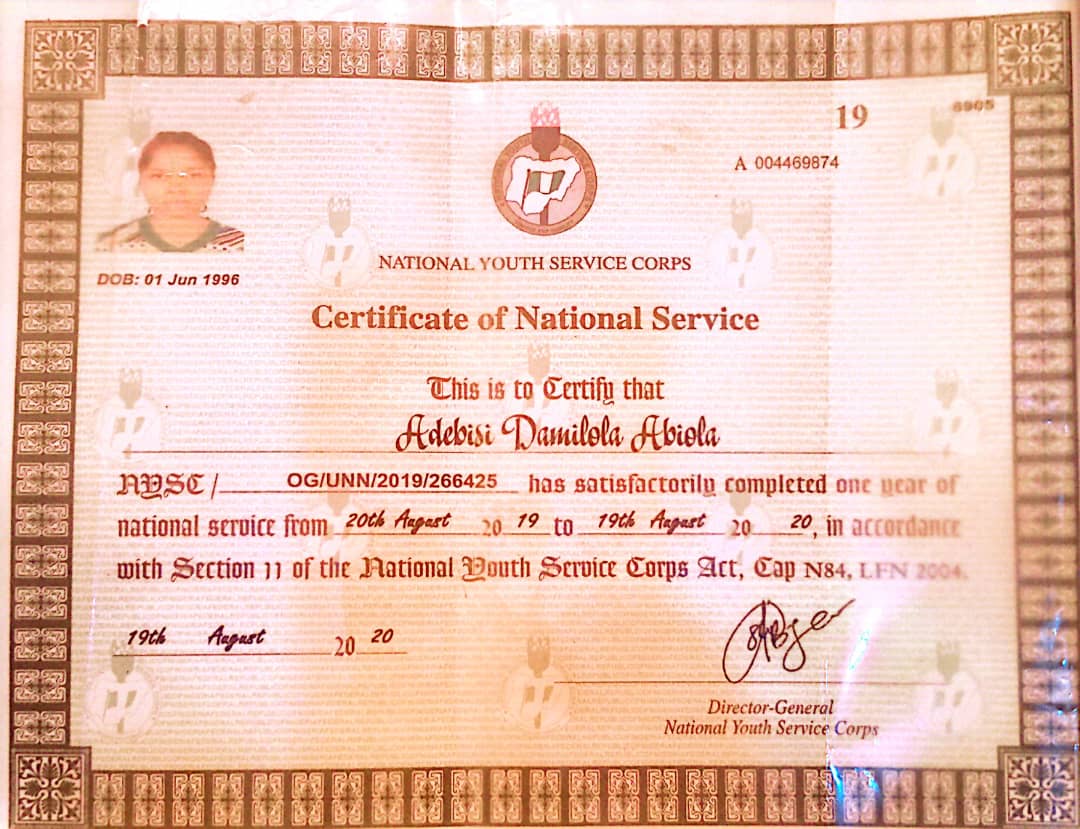 19
6905
A 004469874
DOB: 01 Jun 1996
NATIONAL YOUTH SERVICE CORPS
Certificate of National Service
This is to Certify that
Adebisi Damilola Abiola
NYSC / OG/UNN/2019/266425 has satisfactorily completed one year of
national service from 20th August 20 19 to 19th August 20 20, in accordance
with Section 11 of the National Youth Service Corps Act, Cap N84, LFN 2004.
19th August 20 20
Director-General
National Youth Service Corps